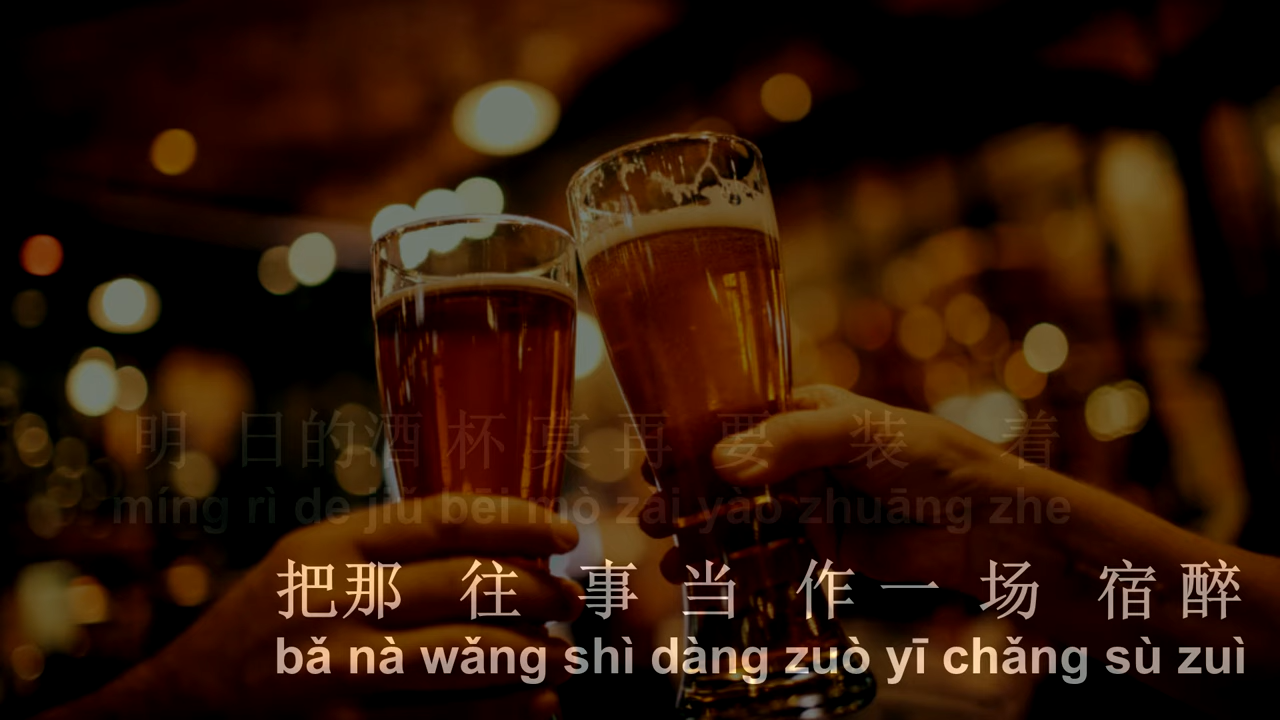 明日的酒杯莫再要装着
míng rì de jiǔ bēi mò zài yào zhuāng zhe
把那往事当作一场宿醉
bǎ nà wǎng shì dàng zuò yī chǎng sù zuì